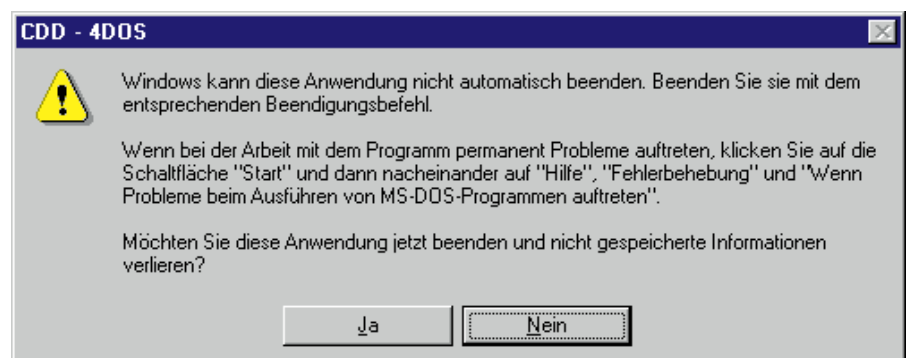 CDD - 4DOS
Windows kann diese Anwendung nicht automatisch beenden. Beenden Sie sie mit dem
entsprechenden Beendigungsbefehl.
Wenn bei der Arbeit mit dem Programm permanent Probleme auftreten, klicken Sie auf die
Schaltfläche "Start" und dann nacheinander auf "Hilfe", "Fehlerbehebung" und "Wenn
Probleme beim Ausführen von MS-DOS-Programmen auftreten".
Möchten Sie diese Anwendung jetzt beenden und nicht gespeicherte Informationen
verlieren?
Ja Nein